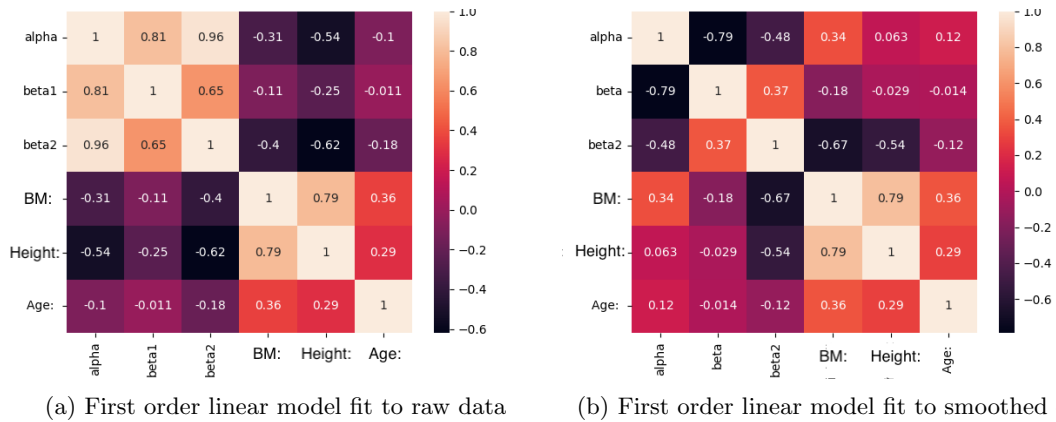 alpha 1 0.81 0.96 -0.31 -0.54 -0.1 1.0
beta1 0.81 1 0.65 -0.11 -0.25 -0.011 0.8
0.6
beta2 0.96 0.65 1 -0.4 -0.62 -0.18 0.4
0.2
BM: -0.31 -0.11 -0.4 1 0.79 0.36 0.0
Height: -0.54 -0.25 -0.62 0.79 1 0.29 −0.2
−0.4
Age: -0.1 -0.011 -0.18 0.36 0.29 1 −0.6
alpha beta1 beta2 BM: Height: Age:
(a) First order linear model fit to raw data
alpha 1 -0.79 -0.48 0.34 0.063 0.12 1.0
0.8
beta -0.79 1 0.37 -0.18 -0.029 -0.014 0.6
0.4
beta2 -0.48 0.37 1 -0.67 -0.54 -0.12 0.2
BM: 0.34 -0.18 -0.67 1 0.79 0.36 0.0
−0.2
Height: 0.063 -0.029 -0.54 0.79 1 0.29 −0.4
Age: 0.12 -0.014 -0.12 0.36 0.29 1 −0.6
alpha beta beta2 BM: Height: Age:
(b) First order linear model fit to smoothed